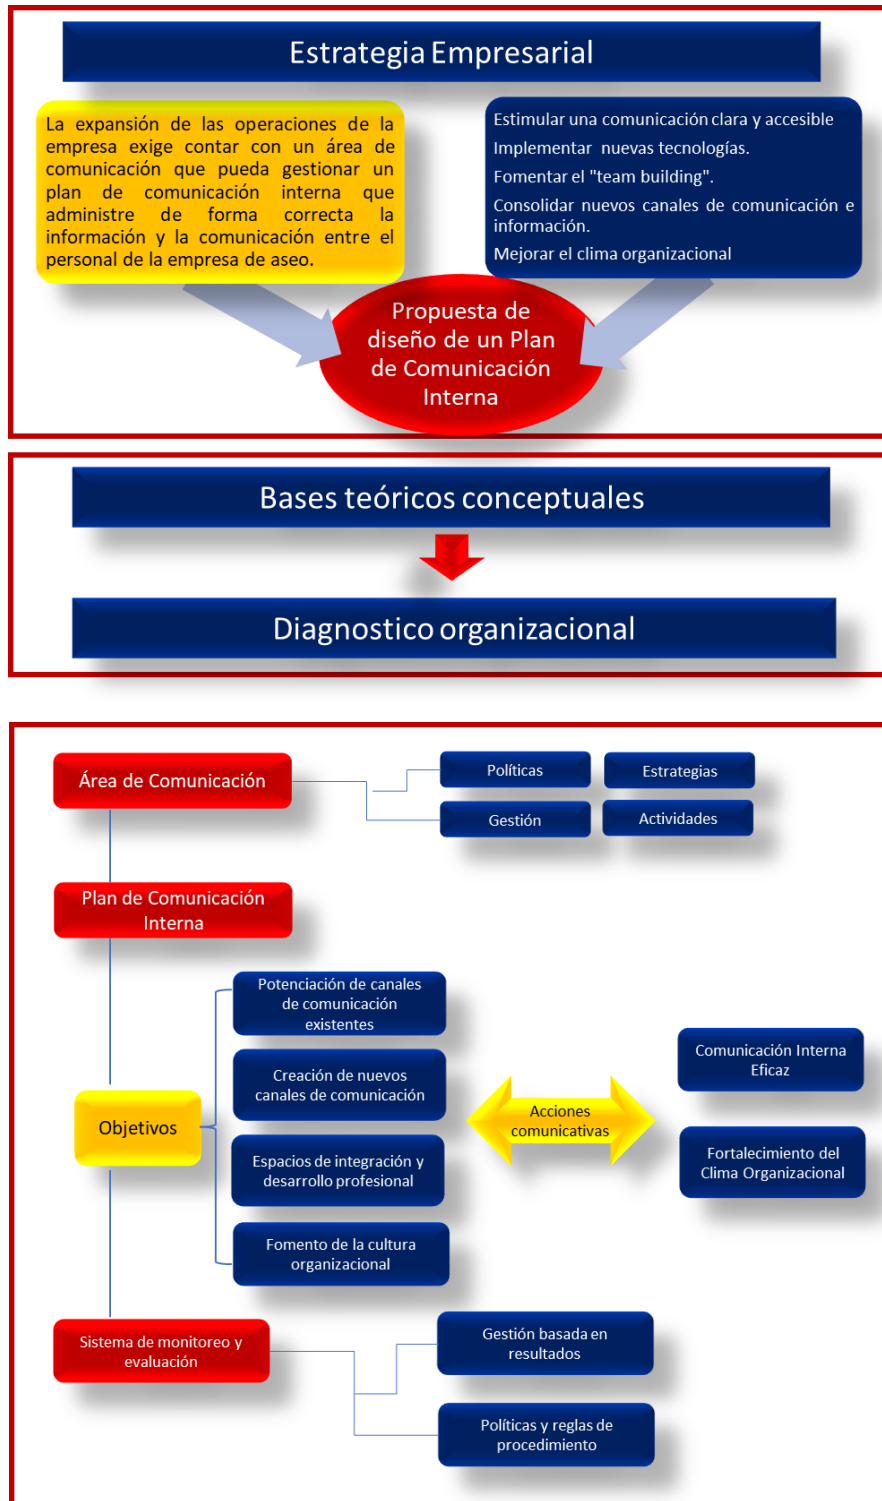 Estrategia Empresarial
La expansión de las operaciones de la
empresa exige contar con un área de
comunicación que pueda gestionar un
plan de comunicación interna que
administre de forma correcta la
información y la comunicación entre el
personal de la empresa de aseo.
Estimular una comunicación clara y accesible
Implementar nuevas tecnologías.
Fomentar el "team building".
Consolidar nuevos canales de comunicación e
información.
Mejorar el clima organizacional
Propuesta de
diseño de un Plan
de Comunicación
Interna
Bases teóricos conceptuales
Diagnostico organizacional
Área de Comunicación
Políticas
Estrategias
Gestión
Actividades
Plan de Comunicación
Interna
Objetivos
Potenciación de canales
de comunicación
existentes
Creación de nuevos
canales de comunicación
Espacios de integración y
desarrollo profesional
Fomento de la cultura
organizacional
Acciones
comunicativas
Comunicación Interna
Eficaz
Fortalecimiento del
Clima Organizacional
Sistema de monitoreo y
evaluación
Gestión basada en
resultados
Políticas y reglas de
procedimiento